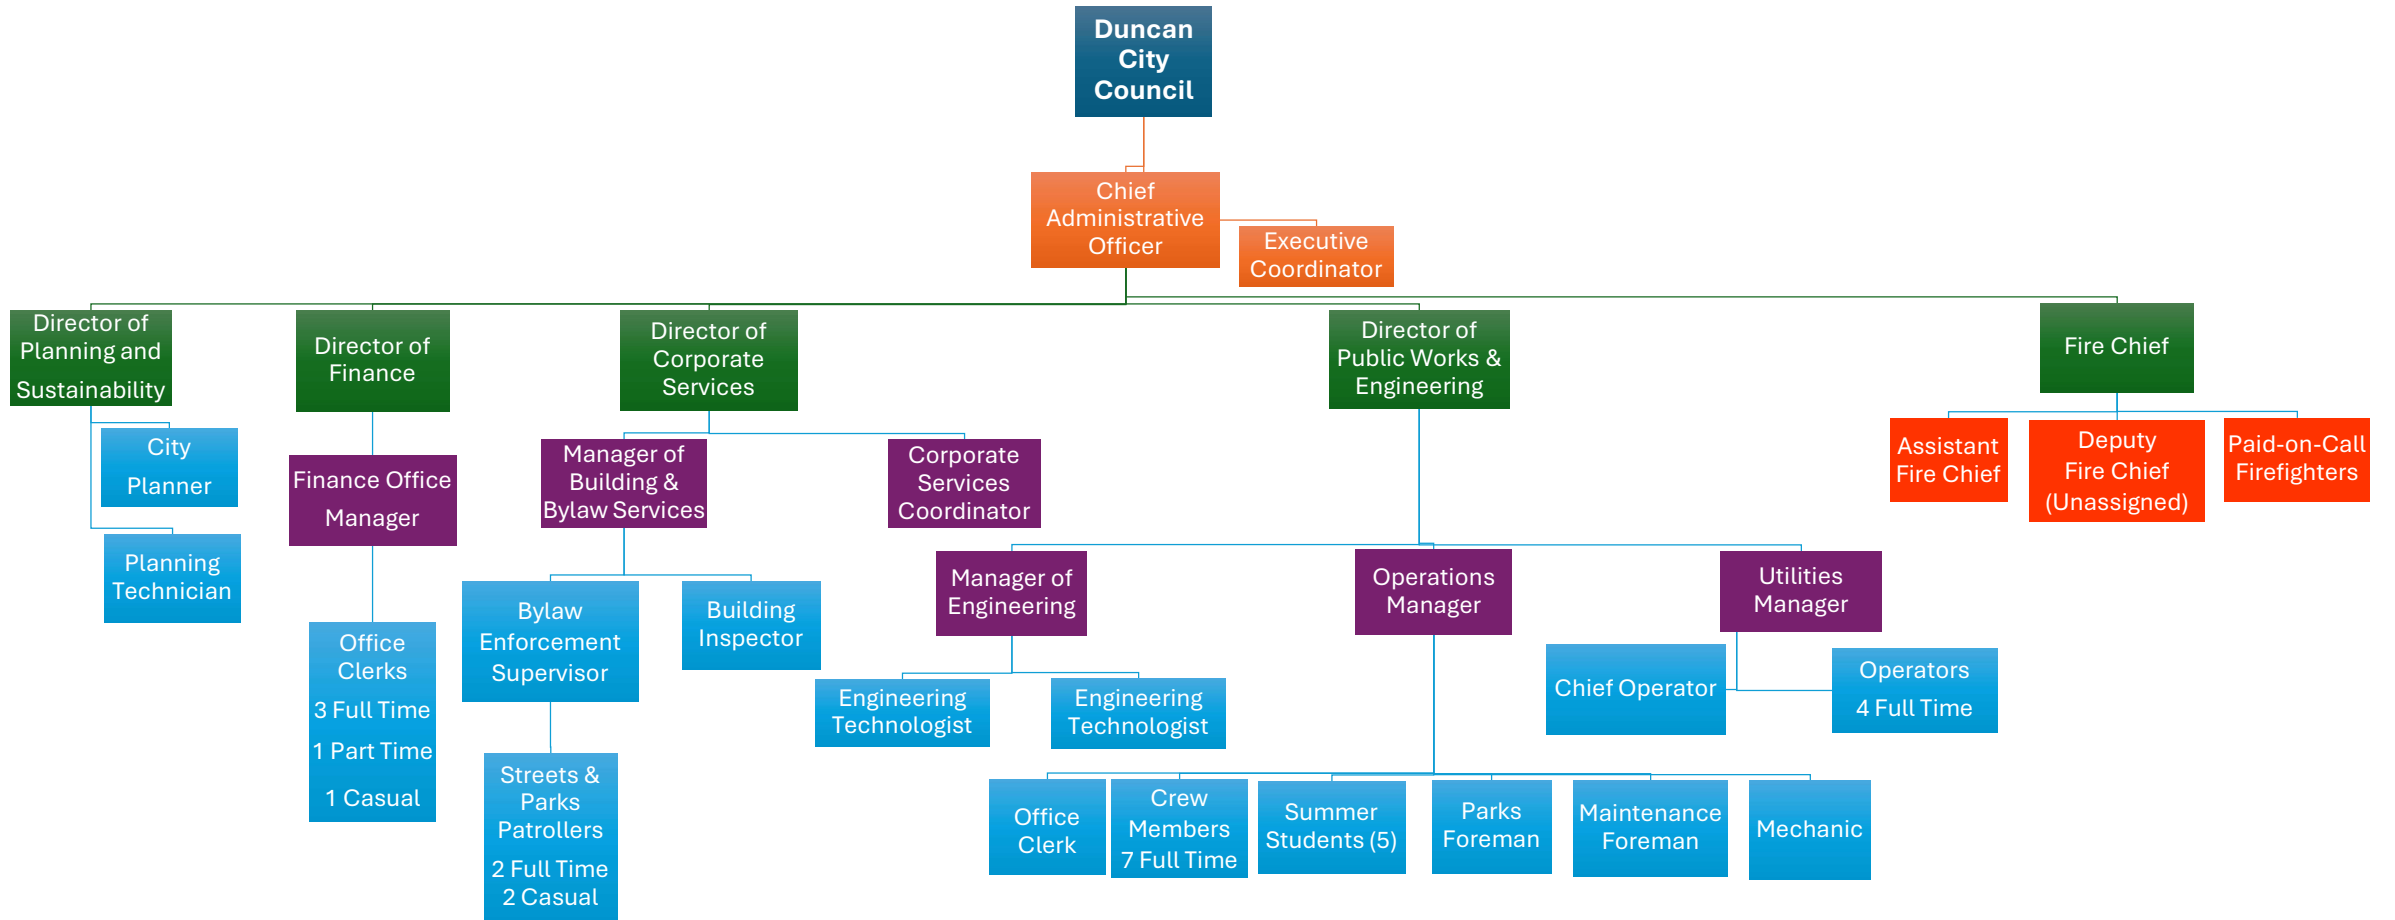 Duncan
City
Council
Chief
Administrative
Officer
Executive
Coordinator
Director of
Planning and
Sustainability
Director of
Finance
Director of
Corporate
Services
Director of
Public Works &
Engineering
Fire Chief
City
Planner
Planning
Technician
Finance Office
Manager
Office
Clerks
3 Full Time
1 Part Time
1 Casual
Manager of
Building &
Bylaw Services
Corporate
Services
Coordinator
Bylaw
Enforcement
Supervisor
Building
Inspector
Streets &
Parks
Patrollers
2 Full Time
2 Casual
Manager of
Engineering
Operations
Manager
Utilities
Manager
Engineering
Technologist
Engineering
Technologist
Chief Operator
Operators
4 Full Time
Office
Clerk
Crew
Members
7 Full Time
Summer
Students (5)
Parks
Foreman
Maintenance
Foreman
Mechanic
Assistant
Fire Chief
Deputy
Fire Chief
(Unassigned)
Paid-on-Call
Firefighters